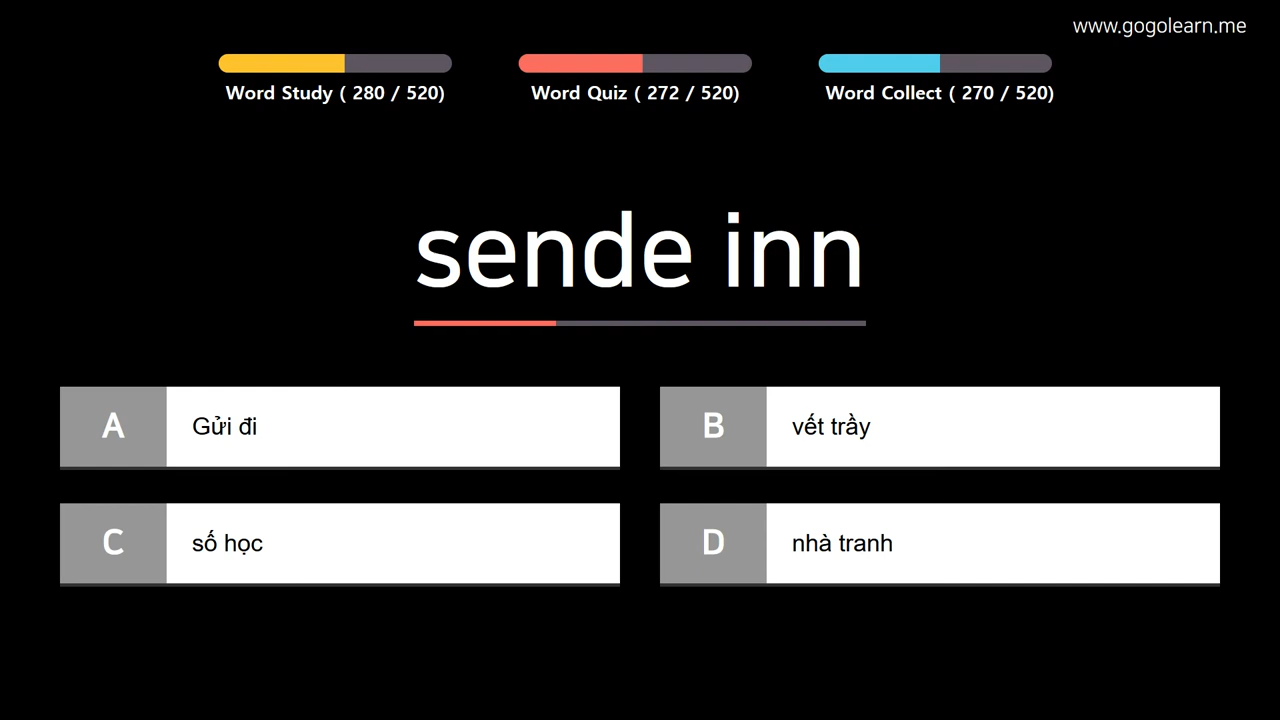 www.gogolearn.me
Word Study ( 280 / 520)
Word Quiz ( 272 / 520)
Word Collect ( 270 / 520)
sende inn
A Gửi đi
B vết trầy
C số học
D nhà tranh